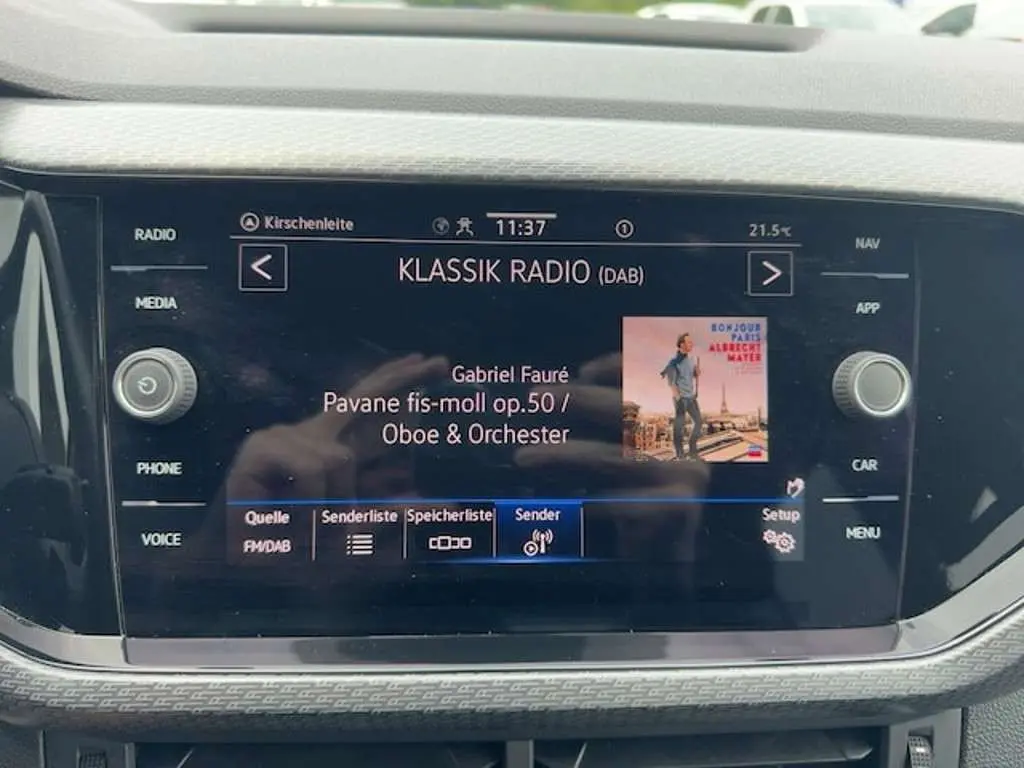 Kirschenleite
11:37
1
21.5°C
RADIO
MEDIA
PHONE
VOICE
<
KLASSIK RADIO (DAB)
>
Gabriel Fauré
Pavane fis-moll op.50 /
Oboe & Orchester
BONJOUR
PARIS
ALBRECHT
MAYER
Quelle
FM/DAB
Senderliste
Speicherliste
Sender
Setup
NAV
APP
CAR
MENU